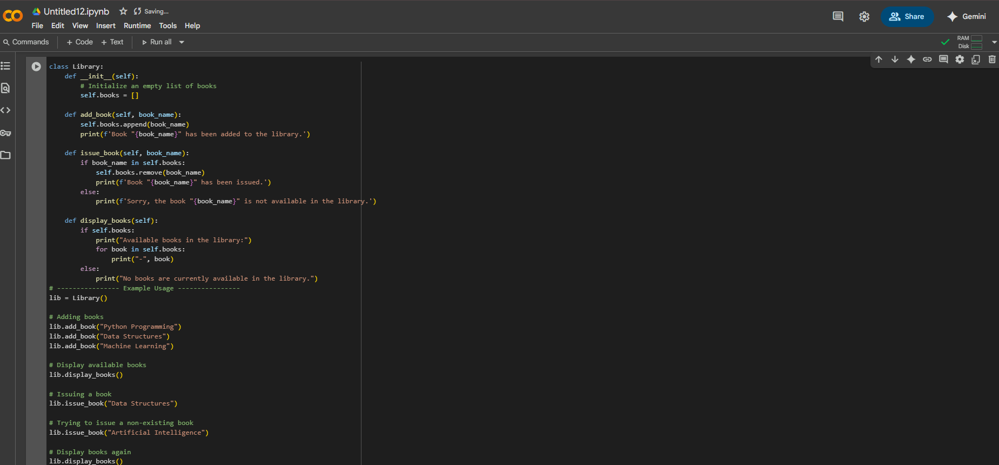 Untitled12.ipynb Saving...
File Edit View Insert Runtime Tools Help
Share Gemini
Commands + Code + Text Run all
RAM
Disk
class Library:
    def __init__(self):
        # Initialize an empty list of books
        self.books = []

    def add_book(self, book_name):
        self.books.append(book_name)
        print(f'Book "{book_name}" has been added to the library.')

    def issue_book(self, book_name):
        if book_name in self.books:
            self.books.remove(book_name)
            print(f'Book "{book_name}" has been issued.')
        else:
            print(f'Sorry, the book "{book_name}" is not available in the library.')

    def display_books(self):
        if self.books:
            print("Available books in the library:")
            for book in self.books:
                print("-", book)
        else:
            print("No books are currently available in the library.")
# ---------------- Example Usage ----------------
lib = Library()

# Adding books
lib.add_book("Python Programming")
lib.add_book("Data Structures")
lib.add_book("Machine Learning")

# Display available books
lib.display_books()

# Issuing a book
lib.issue_book("Data Structures")

# Trying to issue a non-existing book
lib.issue_book("Artificial Intelligence")

# Display books again
lib.display_books()